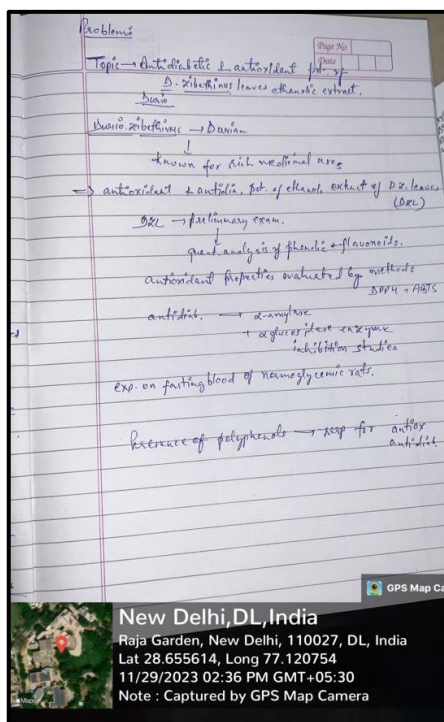 Problem
Page No.
Date
Topic → Antidiabetic & antioxidant pot. of
D. zibethinus leaves ethanolic extract.
Durio
Durio zibethinus → Durian
↓
known for rich medicinal uses
=> antioxidant + antidia. pot. of ethanolic extract of D.z. leaves
(DZL)
DZL → preliminary exam.
↓
quant analysis of phenolic + flavonoids.
antioxidant Properties evaluated by methods
DPPH + ABTS
antidiab. → α-amylase
+ α glucosidase enzyme
inhibition studies
exp. on fasting blood of normoglycemic rats.
Presence of polyphenols → resp for antiox
antidiab.
GPS Map Ca
New Delhi,DL,India
Raja Garden, New Delhi, 110027, DL, India
Lat 28.655614, Long 77.120754
11/29/2023 02:36 PM GMT+05:30
Note : Captured by GPS Map Camera